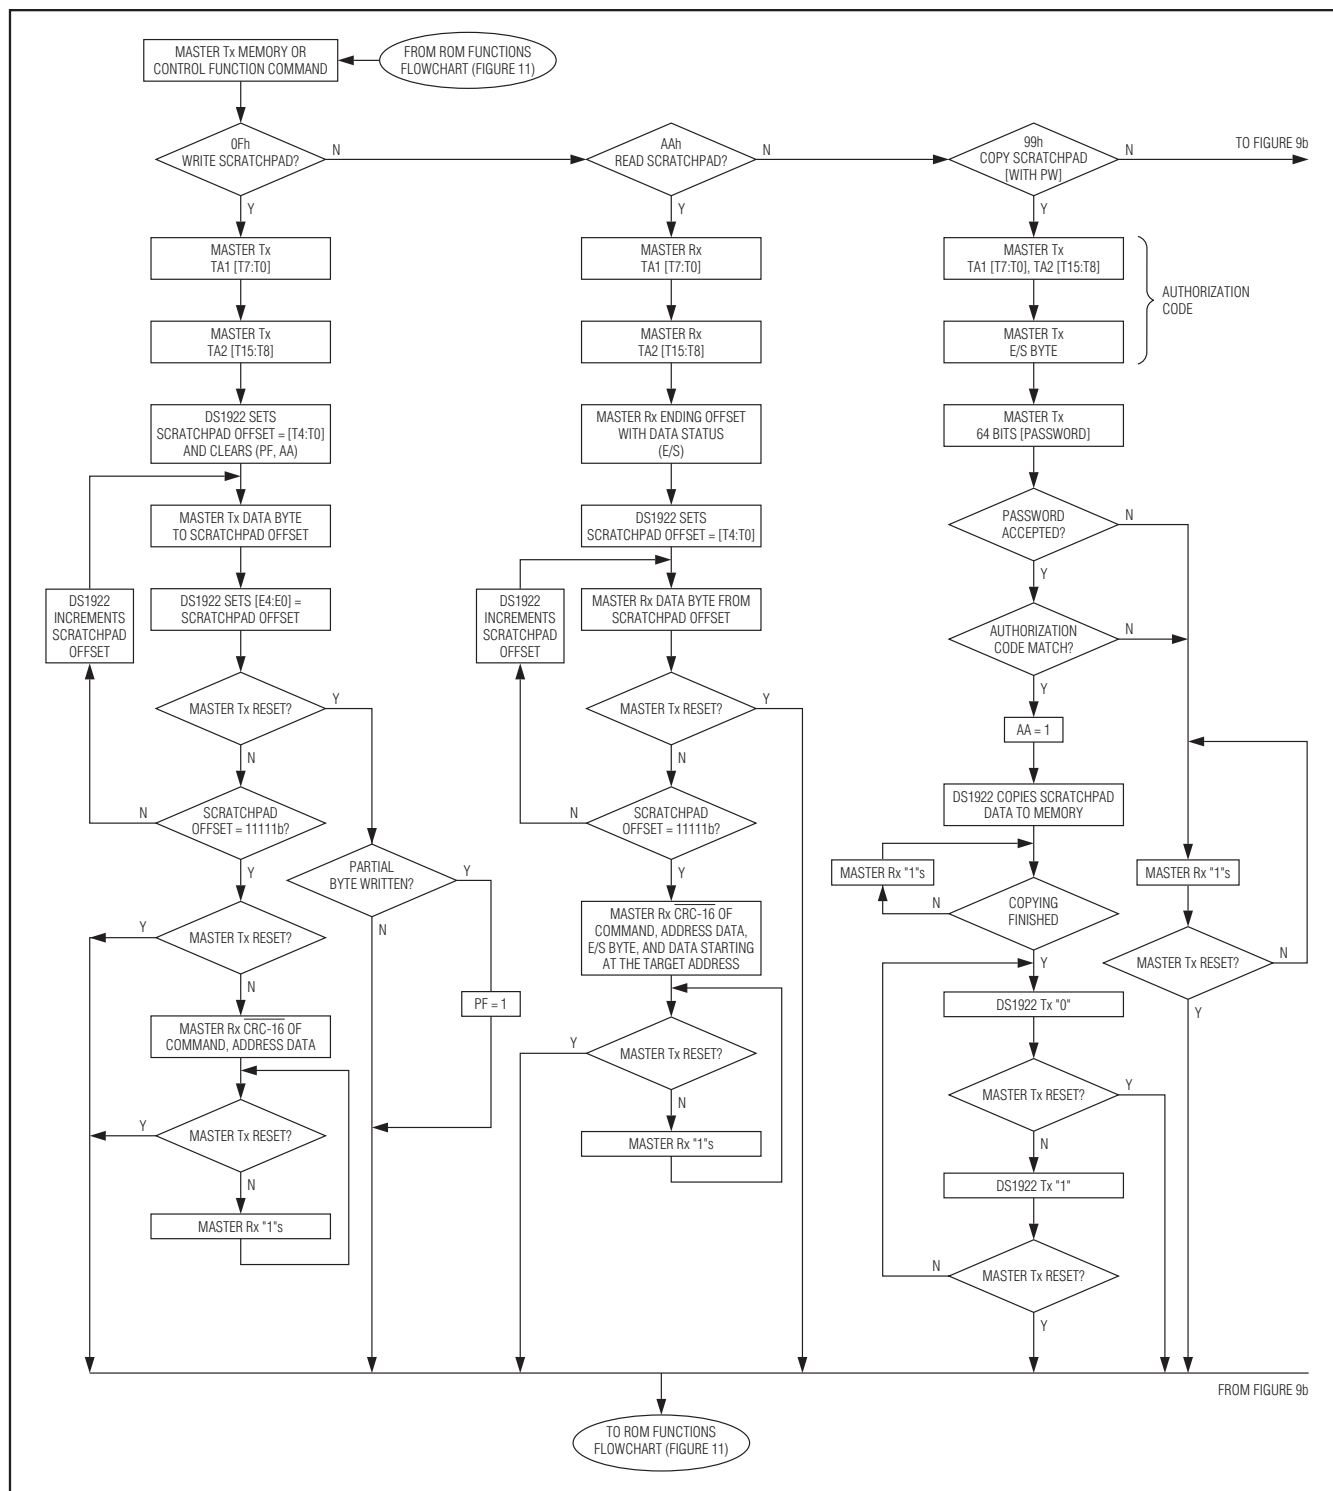 MASTER Tx MEMORY OR
CONTROL FUNCTION COMMAND
FROM ROM FUNCTIONS
FLOWCHART (FIGURE 11)
0Fh
WRITE SCRATCHPAD?
N
Y
AAh
READ SCRATCHPAD?
N
Y
99h
COPY SCRATCHPAD
[WITH PW]
N
Y
TO FIGURE 9b
MASTER Tx
TA1 [T7:T0]
MASTER Tx
TA2 [T15:T8]
DS1922 SETS
SCRATCHPAD OFFSET = [T4:T0]
AND CLEARS (PF, AA)
MASTER Tx DATA BYTE
TO SCRATCHPAD OFFSET
DS1922 SETS [E4:E0] =
SCRATCHPAD OFFSET
DS1922
INCREMENTS
SCRATCHPAD
OFFSET
MASTER Tx RESET?
Y
N
SCRATCHPAD
OFFSET = 11111b?
N
Y
PARTIAL
BYTE WRITTEN?
Y
N
PF = 1
MASTER Tx RESET?
Y
N
MASTER Rx CRC-16 OF
COMMAND, ADDRESS DATA
MASTER Tx RESET?
Y
N
MASTER Rx "1"s
MASTER Rx
TA1 [T7:T0]
MASTER Rx
TA2 [T15:T8]
MASTER Rx ENDING OFFSET
WITH DATA STATUS
(E/S)
DS1922 SETS
SCRATCHPAD OFFSET = [T4:T0]
MASTER Rx DATA BYTE FROM
SCRATCHPAD OFFSET
DS1922
INCREMENTS
SCRATCHPAD
OFFSET
MASTER Tx RESET?
Y
N
SCRATCHPAD
OFFSET = 11111b?
N
Y
MASTER Rx CRC-16 OF
COMMAND, ADDRESS DATA,
E/S BYTE, AND DATA STARTING
AT THE TARGET ADDRESS
MASTER Tx RESET?
Y
N
MASTER Rx "1"s
MASTER Tx
TA1 [T7:T0], TA2 [T15:T8]
MASTER Tx
E/S BYTE
AUTHORIZATION
CODE
MASTER Tx
64 BITS [PASSWORD]
PASSWORD
ACCEPTED?
N
Y
AUTHORIZATION
CODE MATCH?
N
Y
AA = 1
DS1922 COPIES SCRATCHPAD
DATA TO MEMORY
MASTER Rx "1"s
COPYING
FINISHED
N
Y
DS1922 Tx "0"
MASTER Tx RESET?
Y
N
DS1922 Tx "1"
MASTER Tx RESET?
N
Y
MASTER Rx "1"s
MASTER Tx RESET?
N
Y
FROM FIGURE 9b
TO ROM FUNCTIONS
FLOWCHART (FIGURE 11)